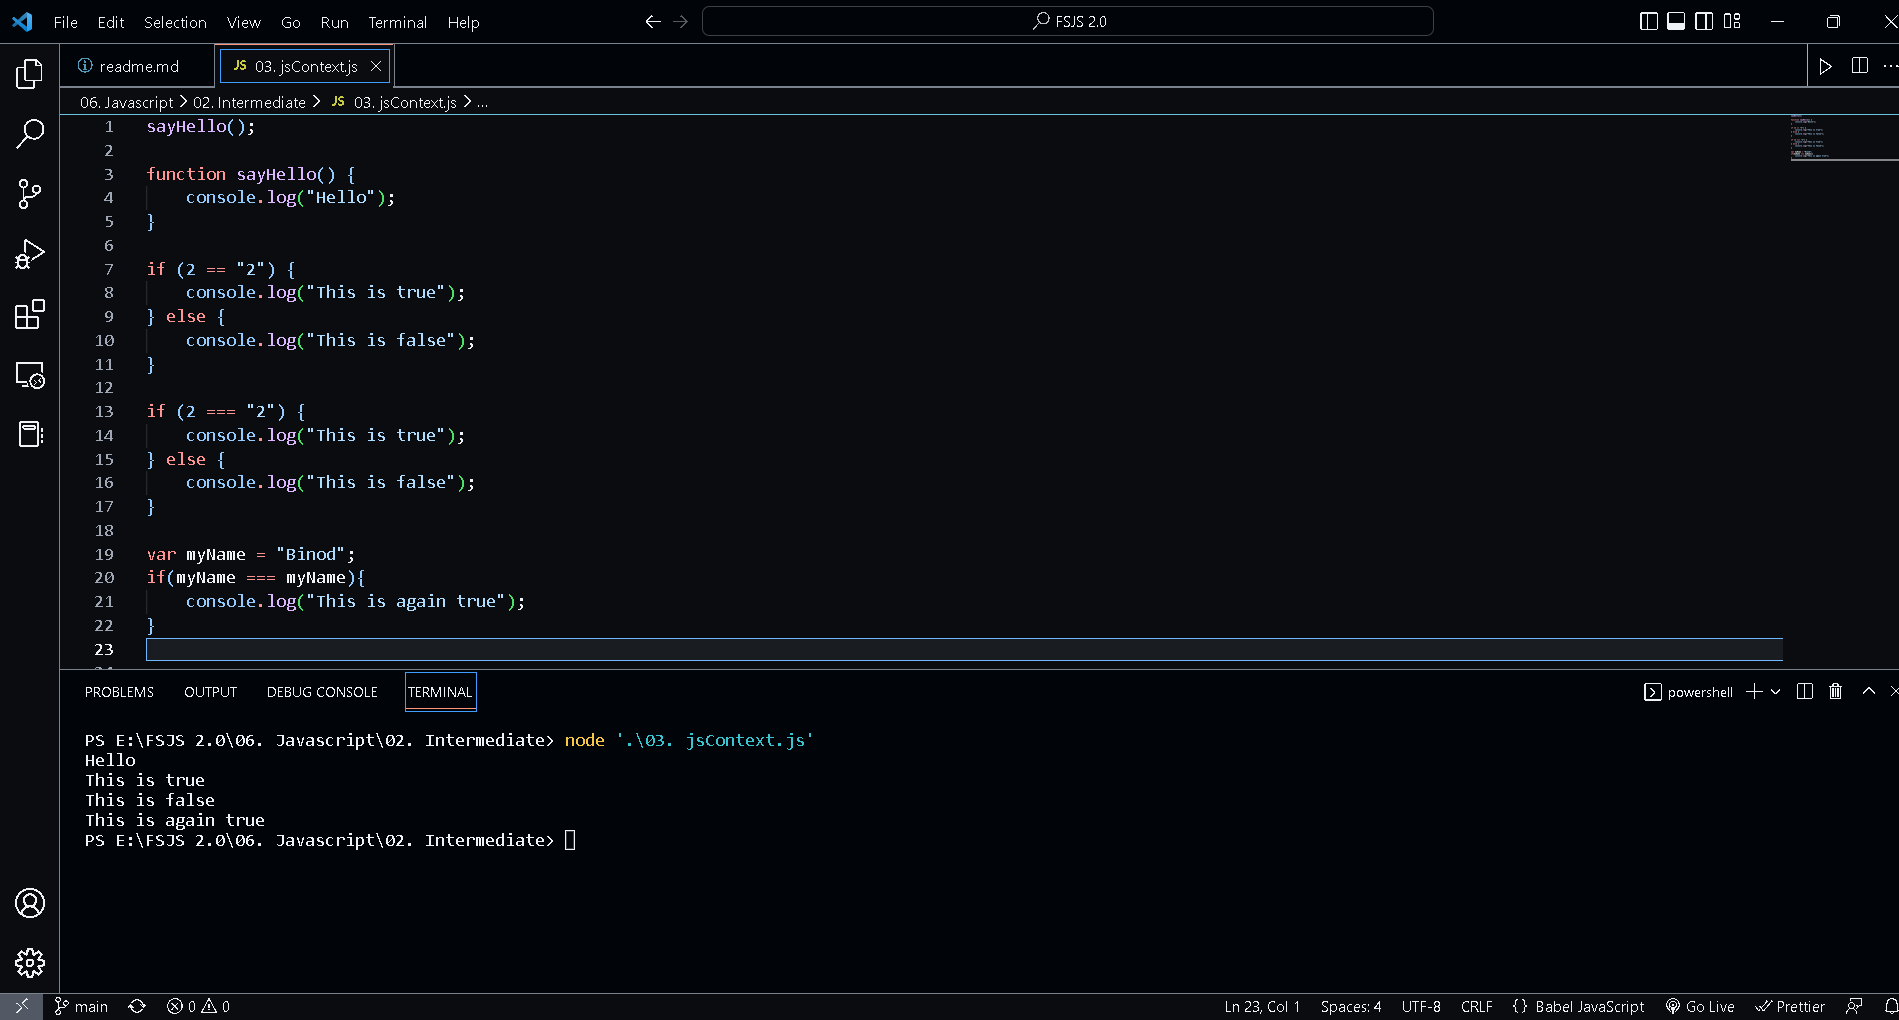 File Edit Selection View Go Run Terminal Help FSJS 2.0
readme.md JS 03. jsContext.js
06. Javascript > 02. Intermediate > JS 03. jsContext.js > ...
1 sayHello();
2
3 function sayHello() {
4 console.log("Hello");
5 }
6
7 if (2 == "2") {
8 console.log("This is true");
9 } else {
10 console.log("This is false");
11 }
12
13 if (2 === "2") {
14 console.log("This is true");
15 } else {
16 console.log("This is false");
17 }
18
19 var myName = "Binod";
20 if(myName === myName){
21 console.log("This is again true");
22 }
23
PROBLEMS OUTPUT DEBUG CONSOLE TERMINAL powershell
PS E:\FSJS 2.0\06. Javascript\02. Intermediate> node '.\03. jsContext.js'
Hello
This is true
This is false
This is again true
PS E:\FSJS 2.0\06. Javascript\02. Intermediate>
main 0 0 Ln 23, Col 1 Spaces: 4 UTF-8 CRLF {} Babel JavaScript Go Live Prettier